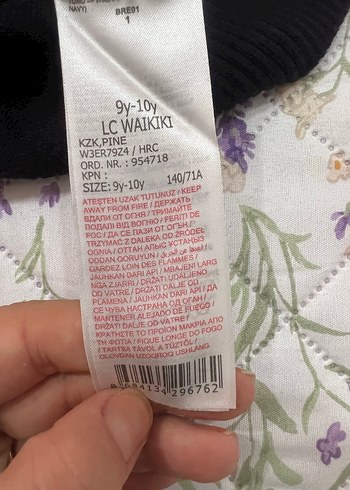 NAVY)
BRE01
1
9y-10y
LC WAIKIKI
KZK,PINE
W3ER79Z4 / HRC
ORD. NR. : 954718
KPN :
SIZE:9y-10y 140/71A
ATEŞTEN UZAK TUTUNUZ / KEEP
AWAY FROM FIRE / ДЕРЖАТЬ
ВДАЛИ ОТ ОГНЯ / ТРИМАЙТЕ
ПОДАЛІ ВІД ВОГНЮ / FERIȚI DE
FOC / ДА СЕ ПАЗИ ОТ ОГЪН /
TRZYMAĆ Z DALEKA OD ŹRÓDEŁ
OGNIA / ОТТАН АЛЫС ҰСТАҢЫЗ
ODDAN QORUYUN /
GARDEZ LOIN DES FLAMMES /
JAUHKAN DARI API / MBAJENI LARG
NGA ZJARRI / DRŽATI UDALJENO
OD VATRE / DRŽATI DALJE OD
PLAMENA / JAUHKAN DARI API / ДА
СЕ ЧУВА НАСТРАНА ОД ОГАН /
MANTENER ALEJADO DE FUEGO /
DRŽATI DALJE OD VATRE /
ΚΡΑΤΗΣΤΕ ΤΟ ΠΡΟΙΟΝ ΜΑΚΡΙΑ ΑΠΟ
ΤΗ ΦΩΤΙΑ / FIQUE LONGE DO FOGO
/ TARTSA TÁVOL A TŰZTŐL /
OLOVDAN UZOQROQ USHLANG
684134 296762